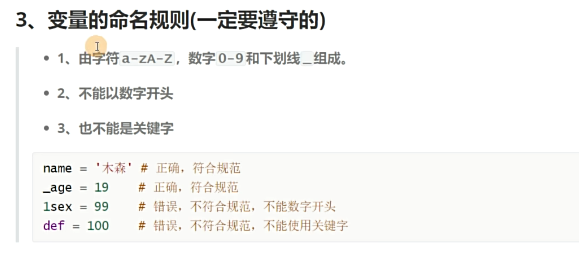 3、变量的命名规则(一定要遵守的)
1、由字符a-zA-Z，数字0-9和下划线_组成。
2、不能以数字开头
3、也不能是关键字
name = '木森' # 正确，符合规范
_age = 19 # 正确，符合规范
1sex = 99 # 错误，不符合规范，不能数字开头
def = 100 # 错误，不符合规范，不能使用关键字